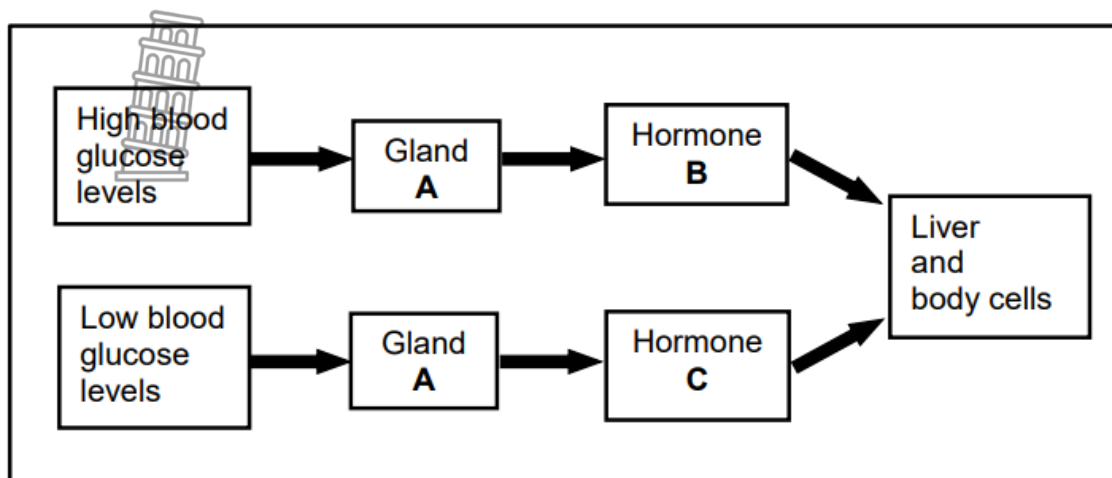 High blood
glucose
levels
Gland
A
Hormone
B
Liver
and
body cells
Low blood
glucose
levels
Gland
A
Hormone
C